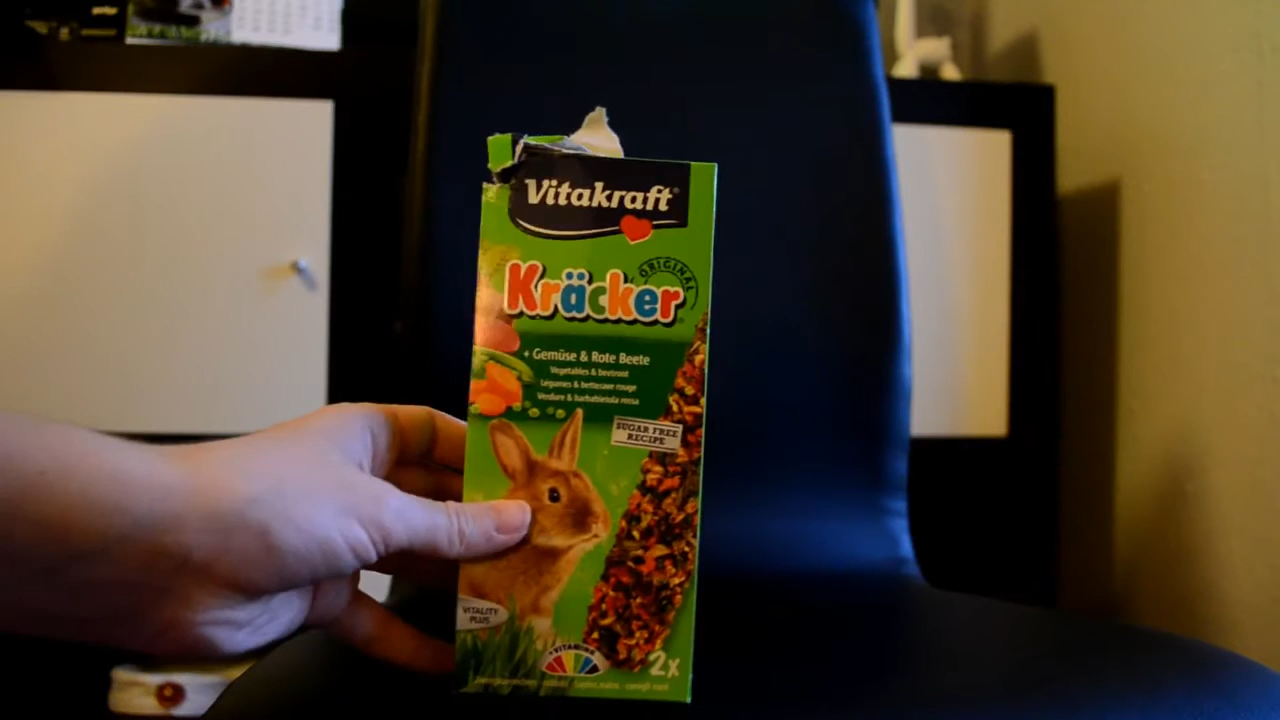 Vitakraft®
Kräcker
ORIGINAL
+ Gemüse & Rote Beete
Vegetables & beetroot
Légumes & betterave rouge
Verdure & barbabietola rossa
SUGAR FREE
RECIPE
VITALITY
PLUS
+ VITAMINS
2x